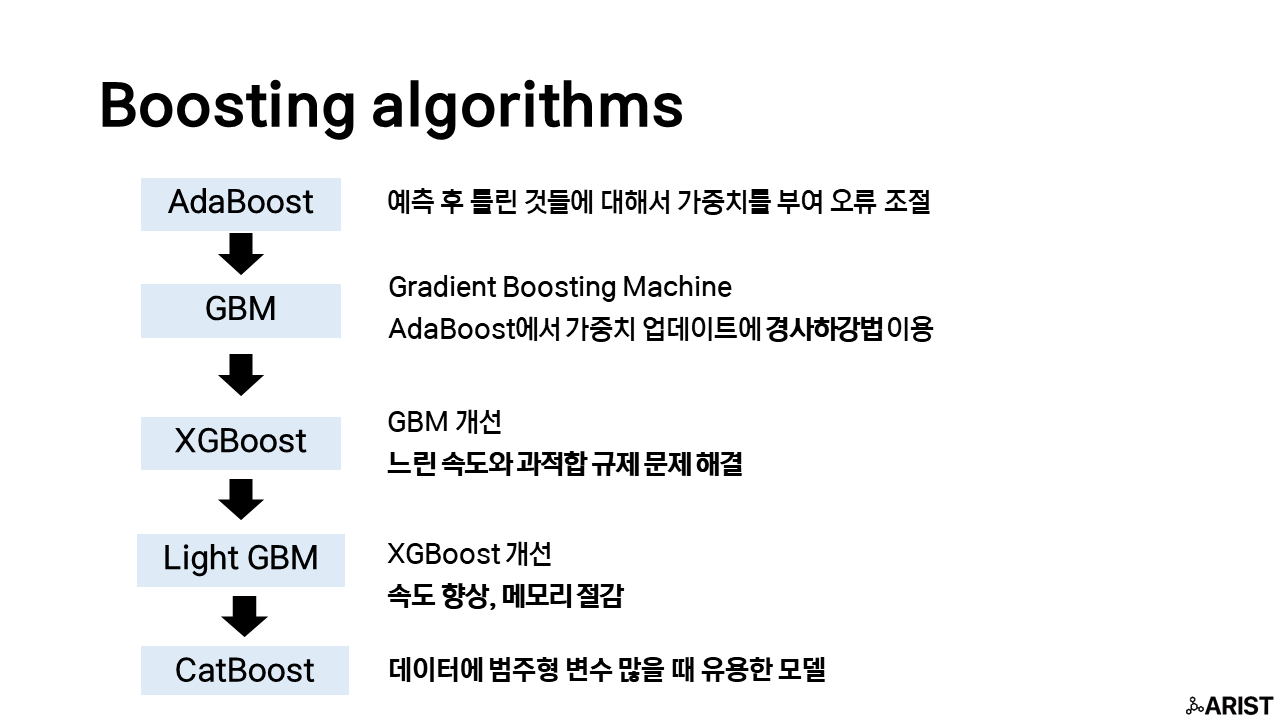 Boosting algorithms
AdaBoost
예측 후 틀린 것들에 대해서 가중치를 부여 오류 조절
GBM
Gradient Boosting Machine
AdaBoost에서 가중치 업데이트에 경사하강법이용
XGBoost
GBM 개선
느린 속도와 과적합 규제 문제 해결
Light GBM
XGBoost 개선
속도 향상, 메모리 절감
CatBoost
데이터에 범주형 변수 많을 때 유용한 모델
ARIST